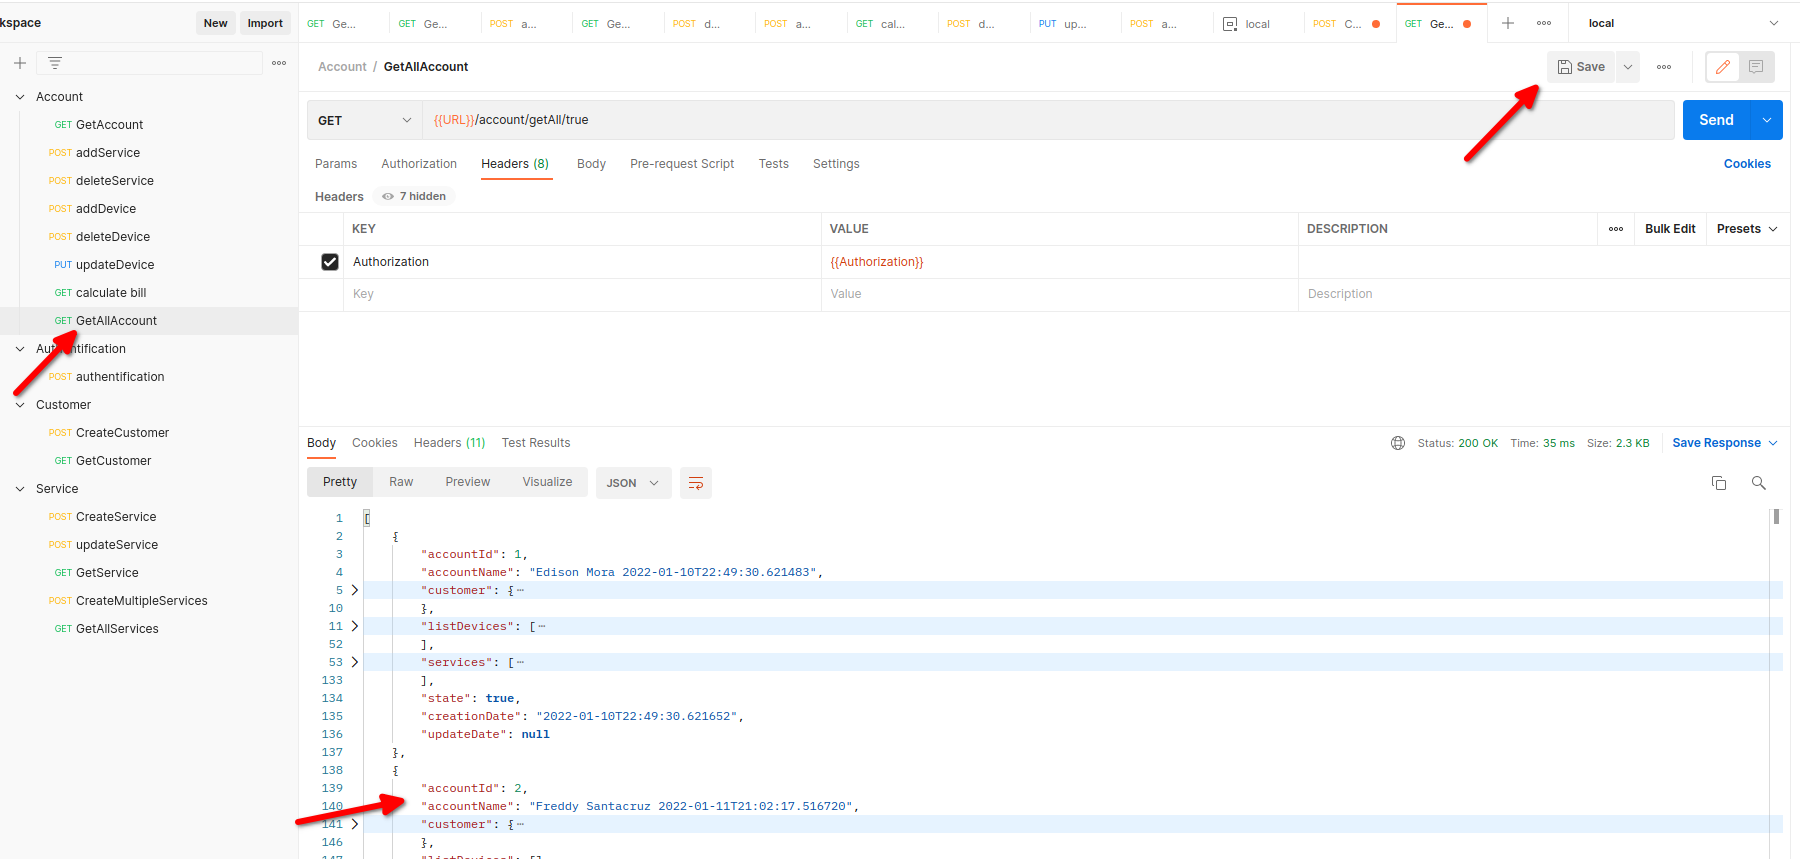 kspace
New
Import
GET Ge...
GET Ge...
POST a...
GET Ge...
POST d...
POST a...
GET cal...
POST d...
PUT up...
POST a...
local
POST C...
GET Ge...
local
Account / GetAllAccount
Save
GET
{{URL}}/account/getAll/true
Send
Params
Authorization
Headers (8)
Body
Pre-request Script
Tests
Settings
Cookies
Headers
7 hidden
KEY
VALUE
DESCRIPTION
Bulk Edit
Presets
Authorization
{{Authorization}}
Key
Value
Description
Account
GET GetAccount
POST addService
POST deleteService
POST addDevice
POST deleteDevice
PUT updateDevice
GET calculate bill
GET GetAllAccount
POST authentification
Customer
POST CreateCustomer
GET GetCustomer
Service
POST CreateService
POST updateService
GET GetService
POST CreateMultipleServices
GET GetAllServices
Body
Cookies
Headers (11)
Test Results
Status: 200 OK
Time: 35 ms
Size: 2.3 KB
Save Response
Pretty
Raw
Preview
Visualize
JSON
1 [
2 {
3 "accountId": 1,
4 "accountName": "Edison Mora 2022-01-10T22:49:30.621483",
5 "customer": {⋯
10 },
11 "listDevices": [⋯
52 ],
53 "services": [⋯
133 ],
134 "state": true,
135 "creationDate": "2022-01-10T22:49:30.621652",
136 "updateDate": null
137 },
138 {
139 "accountId": 2,
140 "accountName": "Freddy Santacruz 2022-01-11T21:02:17.516720",
141 "customer": {⋯
146 },
147 "listDevices": []